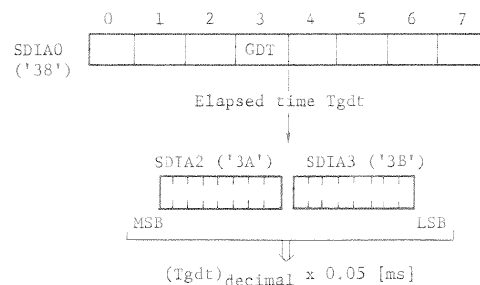 0 1 2 3 4 5 6 7
SDIA0 GDT
('38')
Elapsed time Tgdt
SDIA2 ('3A') SDIA3 ('3B')
MSB LSB
(Tgdt)decimal x 0.05 [ms]